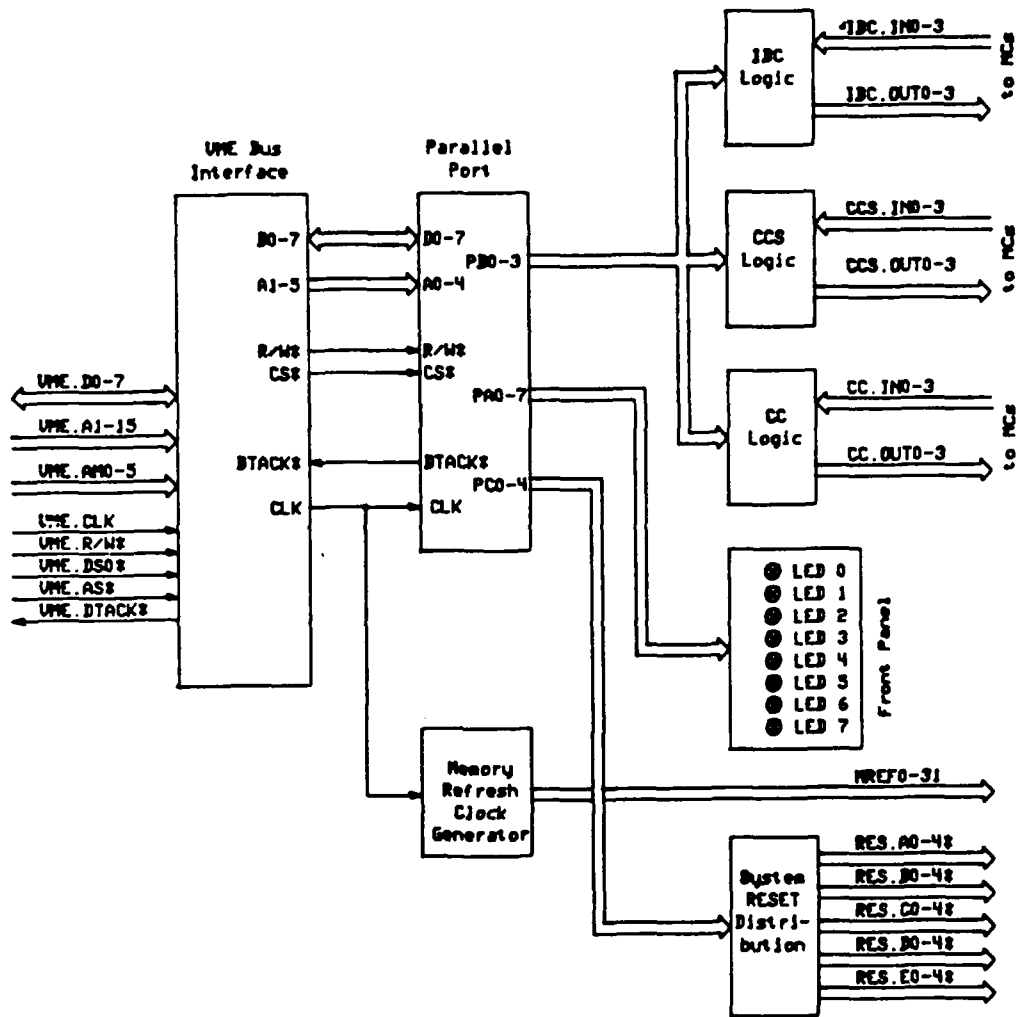 IBC.IN0-3
IBC
Logic
IBC.OUT0-3
to MCs
VME Bus
Interface
Parallel
Port
D0-7
D0-7
PB0-3
A1-5
A0-4
CCS.IN0-3
CCS
Logic
CCS.OUT0-3
to MCs
R/W*
R/W*
CS*
CS*
PA0-7
VME.D0-7
VME.A1-15
VME.AM0-5
DTACK*
DTACK*
PC0-4
CLK
CLK
CC.IN0-3
CC
Logic
CC.OUT0-3
to MCs
VME.CLK
VME.R/W*
VME.DS0*
VME.AS*
VME.DTACK*
LED 0
LED 1
LED 2
LED 3
LED 4
LED 5
LED 6
LED 7
Front Panel
Memory
Refresh
Clock
Generator
MREF0-31
System
RESET
Distri-
bution
RES.A0-4*
RES.B0-4*
RES.C0-4*
RES.D0-4*
RES.E0-4*